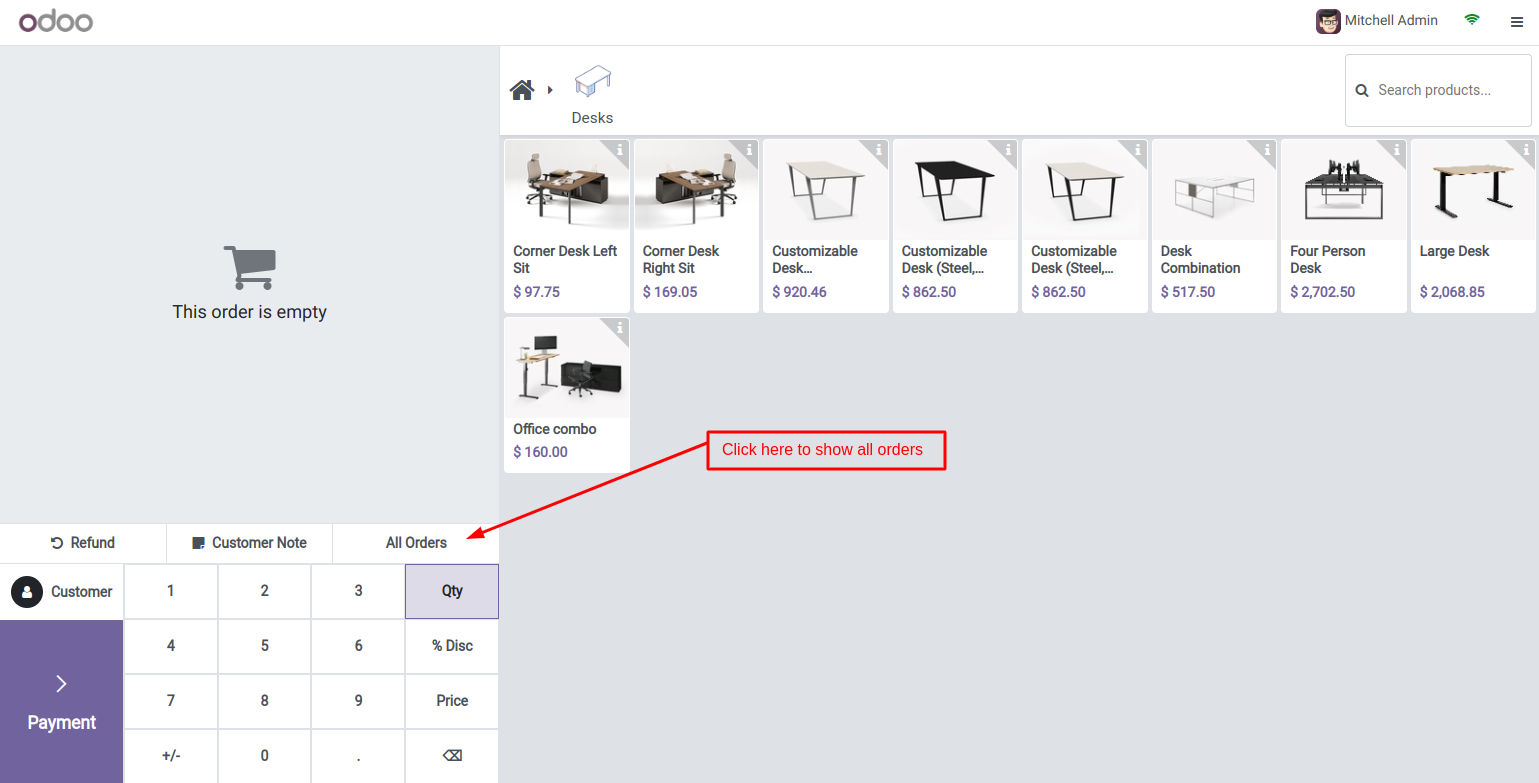 odoo
Mitchell Admin
This order is empty
Desks
Search products...
Corner Desk Left
Sit
$ 97.75
Corner Desk
Right Sit
$ 169.05
Customizable
Desk...
$ 920.46
Customizable
Desk (Steel,...
$ 862.50
Customizable
Desk (Steel,...
$ 862.50
Desk
Combination
$ 517.50
Four Person
Desk
$ 2,702.50
Large Desk
$ 2,068.85
Office combo
$ 160.00
Click here to show all orders
Refund
Customer Note
All Orders
Customer
1
2
3
Qty
4
5
6
% Disc
Payment
7
8
9
Price
+/-
0
.
⌫